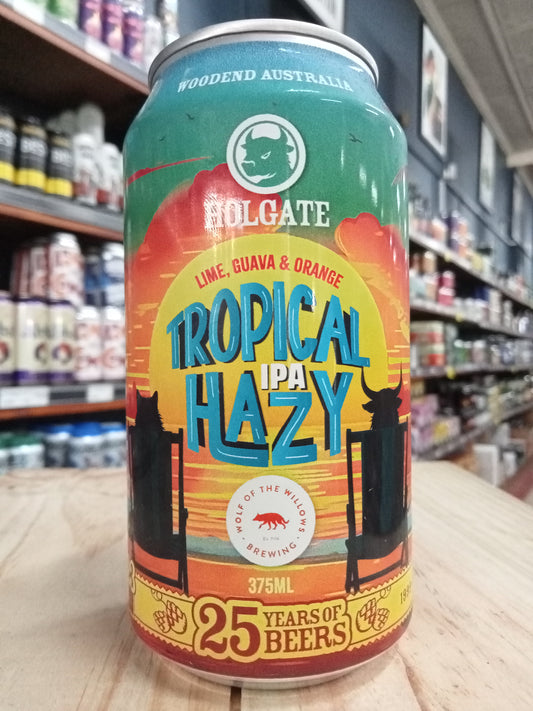 WOODEND AUSTRALIA
HOLGATE
LIME, GUAVA & ORANGE
TROPICAL
IPA
HAZY
WOLF OF THE WILLOWS
BREWING
375ML
25 YEARS OF
BEERS